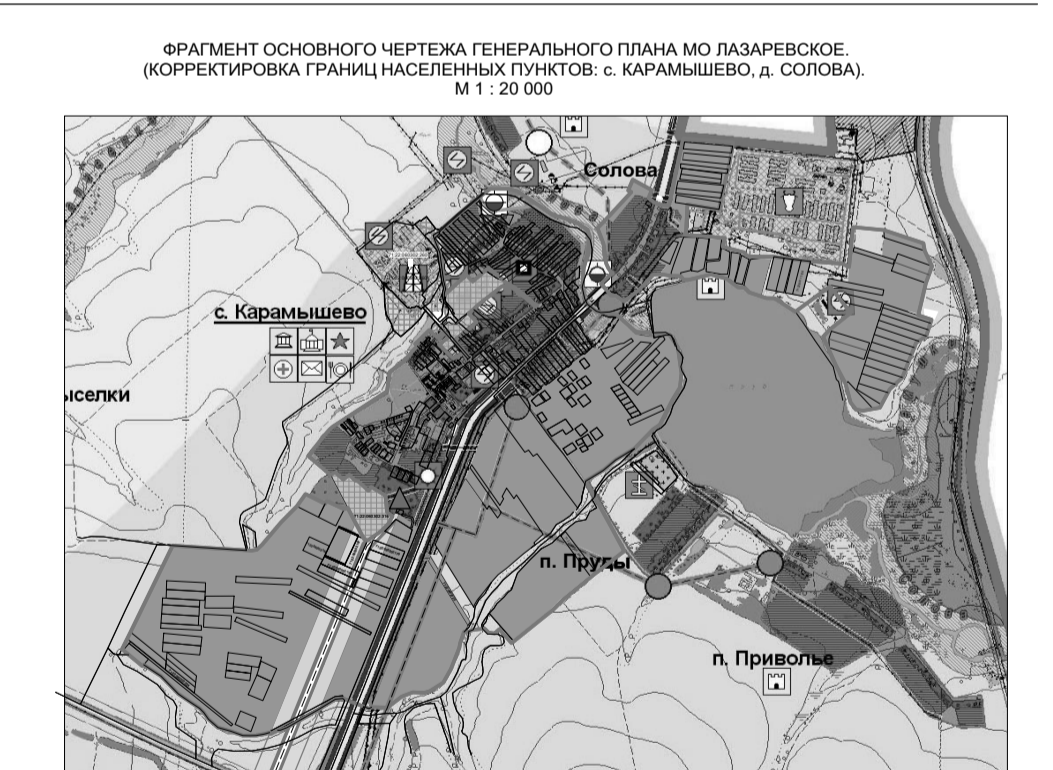 ФРАГМЕНТ ОСНОВНОГО ЧЕРТЕЖА ГЕНЕРАЛЬНОГО ПЛАНА МО ЛАЗАРЕВСКОЕ.
(КОРРЕКТИРОВКА ГРАНИЦ НАСЕЛЕННЫХ ПУНКТОВ: с. КАРАМЫШЕВО, д. СОЛОВА).
М 1 : 20 000
Солова
с. Карамышево
ыселки
п. Пруды
п. Приволье